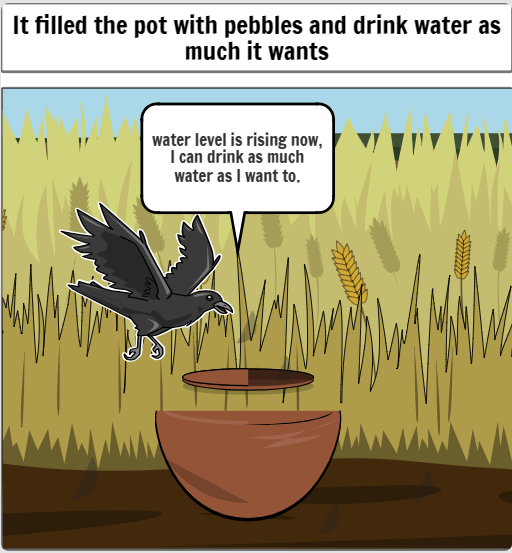 It filled the pot with pebbles and drink water as
much it wants
water level is rising now,
I can drink as much
water as I want to.